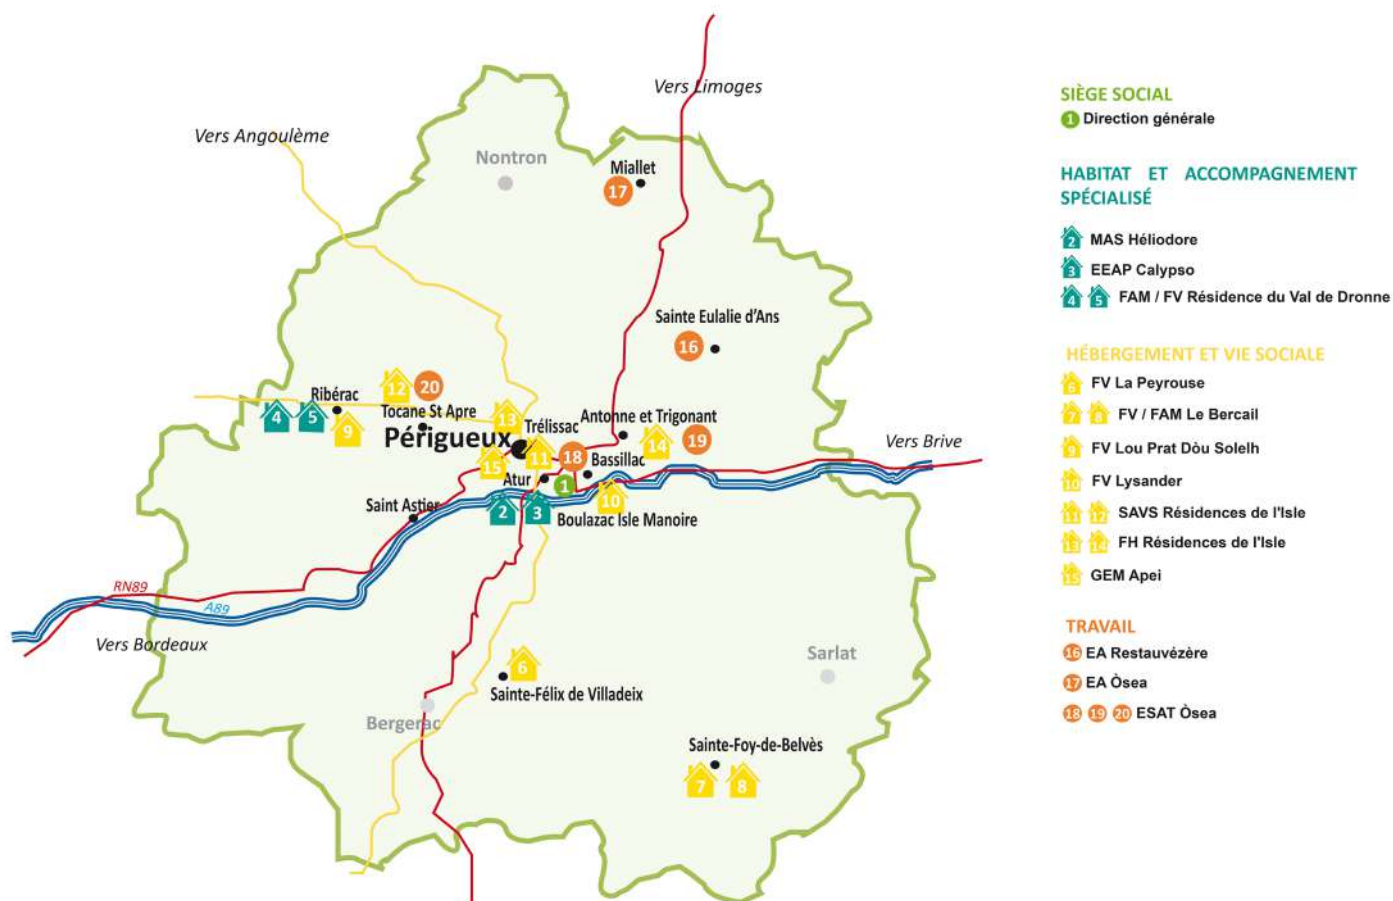 Vers Limoges
Vers Angoulême
Nontron
Miallet
17
Sainte Eulalie d'Ans
16
12
20
Ribérac
4
5
9
Tocane St Apre
13
Périgueux
Trélissac
Antonne et Trigonant
14
19
Vers Brive
15
11
18
Bassillac
Atur
1
10
Saint Astier
2
3
Boulazac Isle Manoire
RN89
A89
Vers Bordeaux
6
Sainte-Félix de Villadeix
Sarlat
Bergerac
Sainte-Foy-de-Belvès
7
8
SIÈGE SOCIAL
1 Direction générale
HABITAT ET ACCOMPAGNEMENT
SPÉCIALISÉ
2 MAS Héliodore
3 EEAP Calypso
4 5 FAM / FV Résidence du Val de Dronne
HÉBERGEMENT ET VIE SOCIALE
6 FV La Peyrouse
7 8 FV / FAM Le Bercail
9 FV Lou Prat Dòu Solelh
10 FV Lysander
11 12 SAVS Résidences de l'Isle
13 14 FH Résidences de l'Isle
15 GEM Apei
TRAVAIL
16 EA Restauvézère
17 EA Òsea
18 19 20 ESAT Òsea